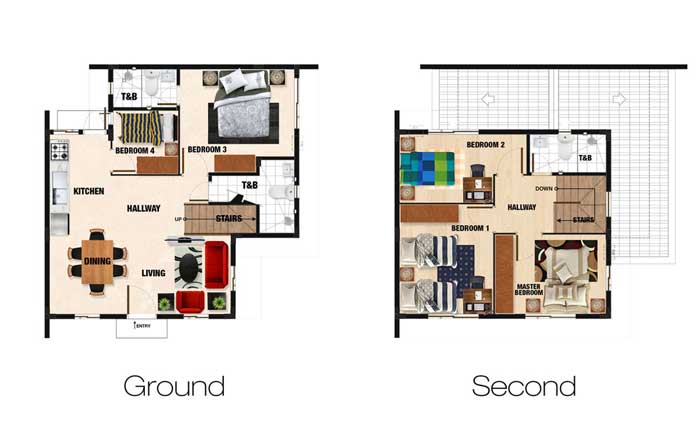 T&B
BEDROOM 4
BEDROOM 3
KITCHEN
T&B
HALLWAY
UP
STAIRS
DINING
LIVING
ENTRY
Ground
BEDROOM 2
T&B
DOWN
HALLWAY
STAIRS
BEDROOM 1
MASTER
BEDROOM
Second